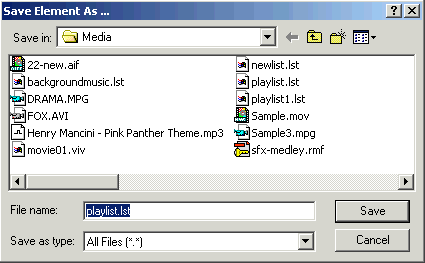 Save Element As ...
Save in: Media
22-new.aif
backgroundmusic.lst
DRAMA.MPG
FOX.AVI
Henry Mancini - Pink Panther Theme.mp3
movie01.viv
newlist.lst
playlist.lst
playlist1.lst
Sample.mov
Sample3.mpg
sfx-medley.rmf
File name: playlist.lst Save
Save as type: All Files (*.*) Cancel